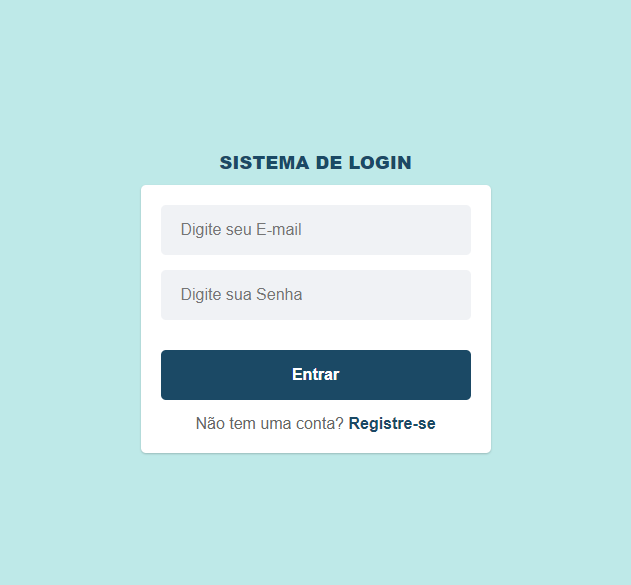 SISTEMA DE LOGIN
Digite seu E-mail
Digite sua Senha
Entrar
Não tem uma conta? Registre-se